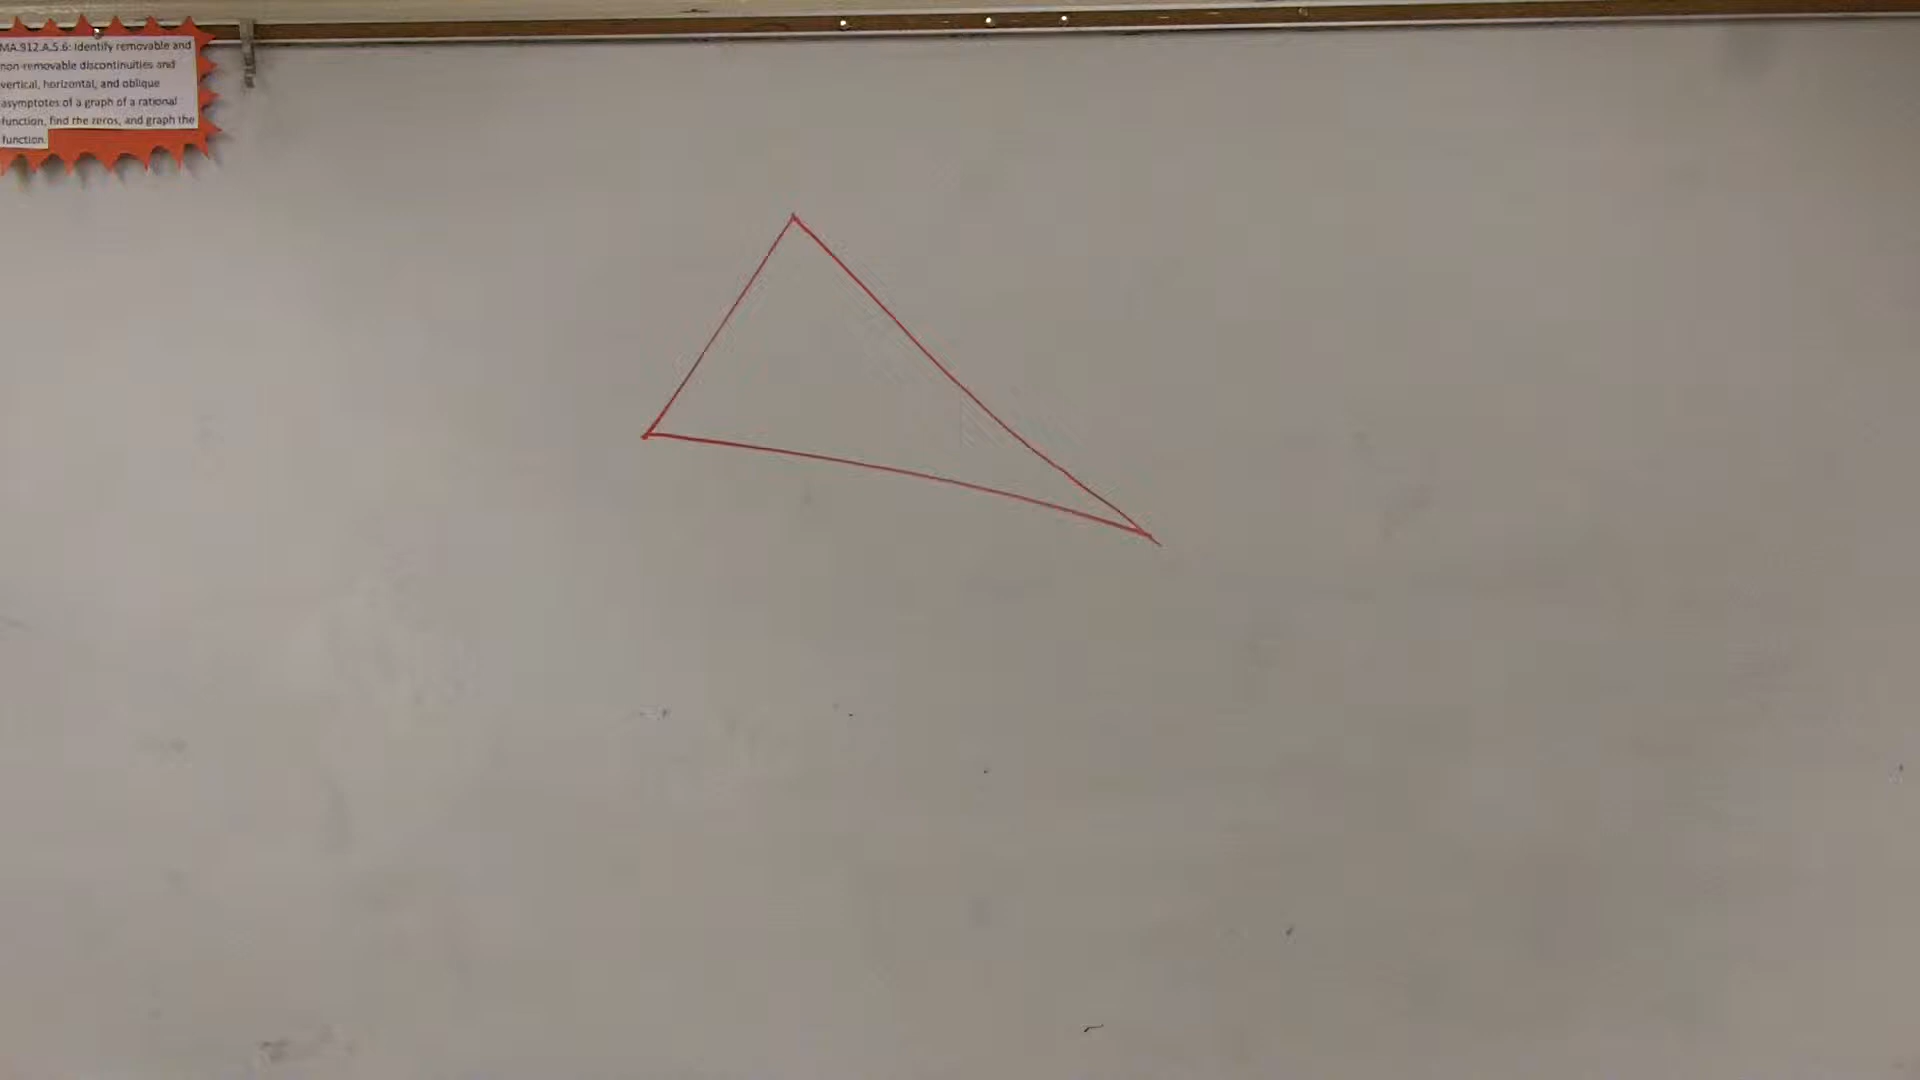 MA.912.A.5.6: Identify removable and
non-removable discontinuities and
vertical, horizontal, and oblique
asymptotes of a graph of a rational
function, find the zeros, and graph the
function.